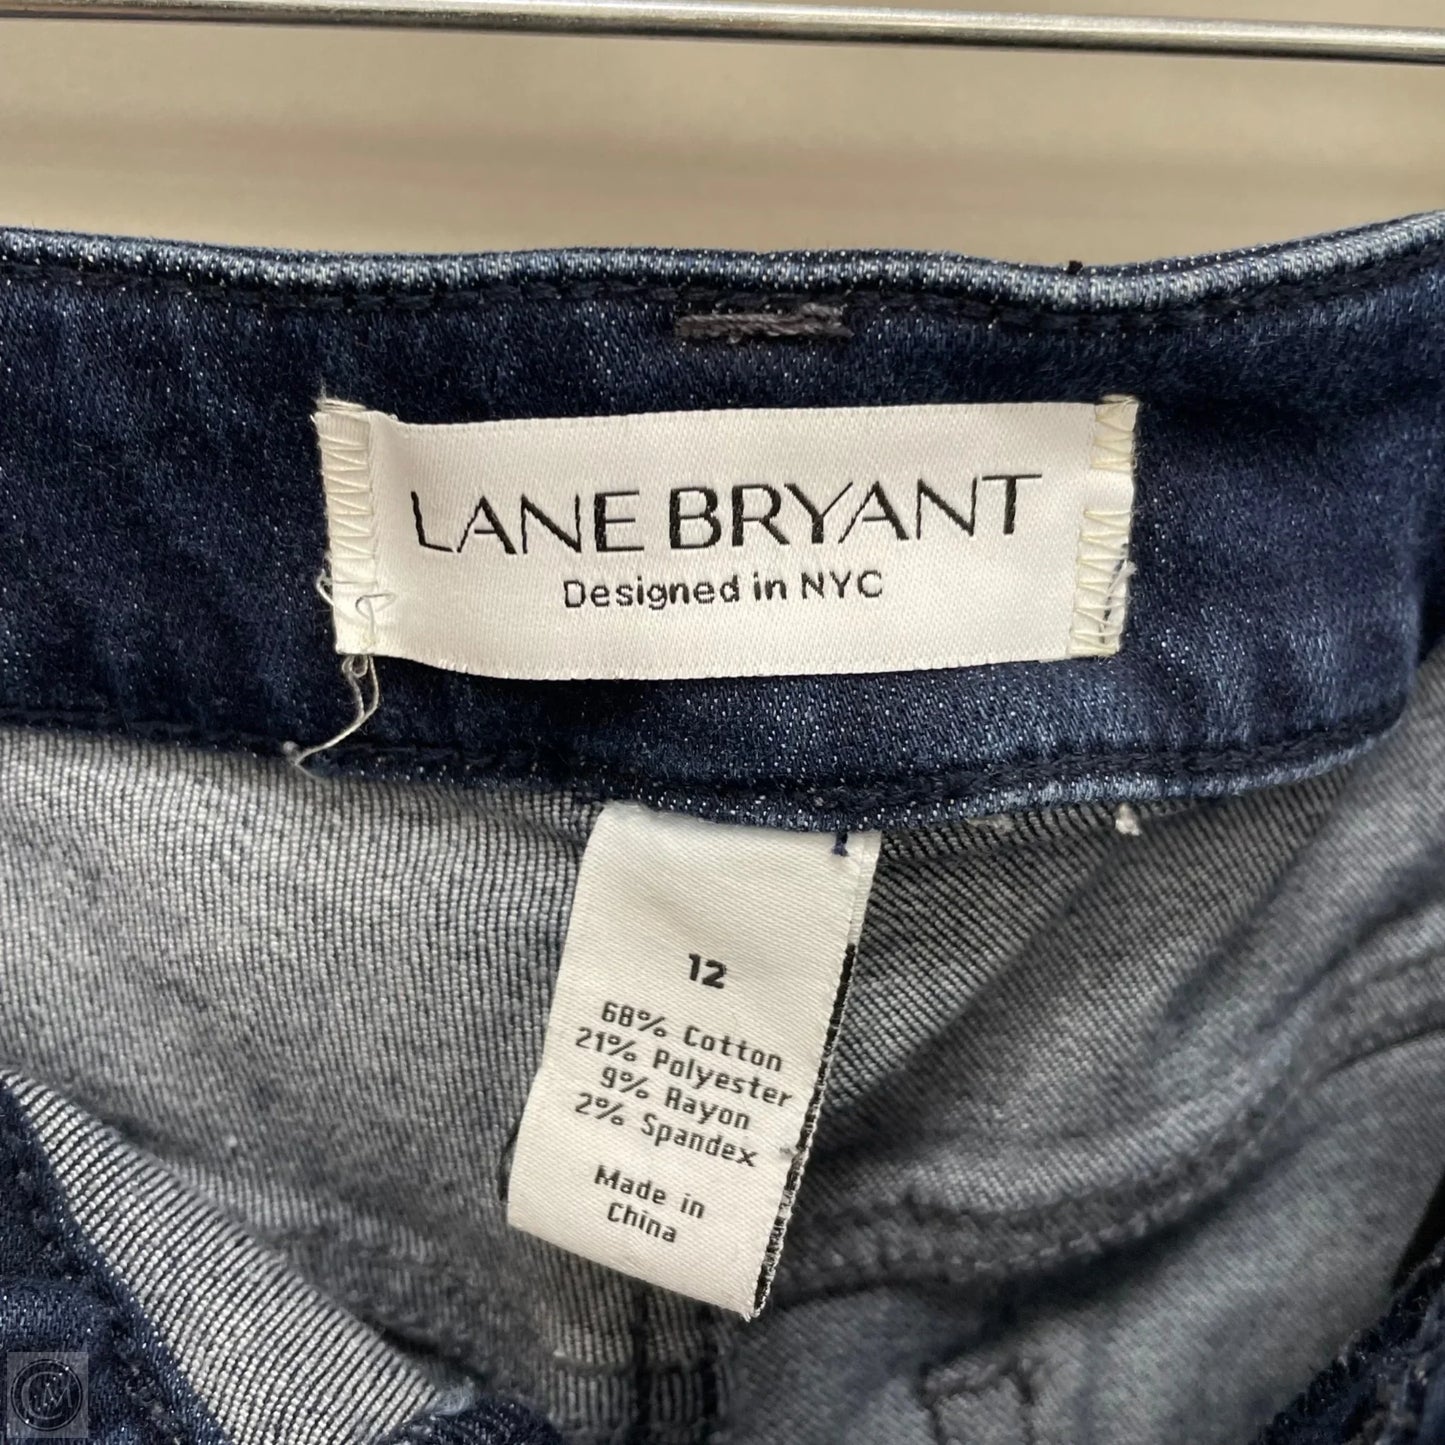 LANE BRYANT
Designed in NYC
12
68% Cotton
21% Polyester
9% Rayon
2% Spandex
Made in
China